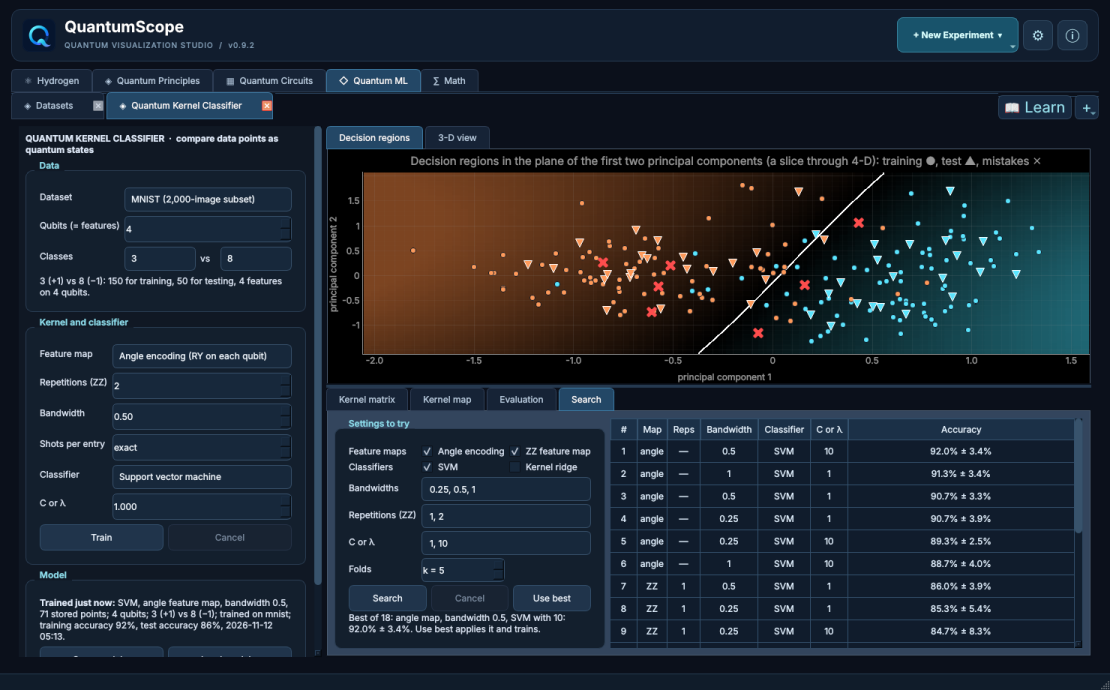 QuantumScope
QUANTUM VISUALIZATION STUDIO / v0.9.2
+ New Experiment
Hydrogen
Quantum Principles
Quantum Circuits
Quantum ML
∑ Math
Datasets
Quantum Kernel Classifier
Learn
+
QUANTUM KERNEL CLASSIFIER · compare data points as
quantum states
Data
Dataset
MNIST (2,000-image subset)
Qubits (= features)
4
Classes
3
vs
8
3 (+1) vs 8 (−1): 150 for training, 50 for testing, 4 features
on 4 qubits.
Kernel and classifier
Feature map
Angle encoding (RY on each qubit)
Repetitions (ZZ)
2
Bandwidth
0.50
Shots per entry
exact
Classifier
Support vector machine
C or λ
1.000
Train
Cancel
Model
Trained just now: SVM, angle feature map, bandwidth 0.5,
71 stored points; 4 qubits; 3 (+1) vs 8 (−1); trained on mnist;
training accuracy 92%, test accuracy 86%, 2026-11-12
05:13.
Decision regions
3-D view
Decision regions in the plane of the first two principal components (a slice through 4-D): training ●, test ▲, mistakes ×
principal component 2
1.5
1
0.5
0
-0.5
-1
-2.0
-1.5
-1.0
-0.5
0
0.5
1.0
1.5
principal component 1
Kernel matrix
Kernel map
Evaluation
Search
Settings to try
Feature maps
Angle encoding
ZZ feature map
Classifiers
SVM
Kernel ridge
Bandwidths
0.25, 0.5, 1
Repetitions (ZZ)
1, 2
C or λ
1, 10
Folds
k = 5
Search
Cancel
Use best
Best of 18: angle map, bandwidth 0.5, SVM with 10:
92.0% ± 3.4%. Use best applies it and trains.
# Map Reps Bandwidth Classifier C or λ Accuracy
1 angle — 0.5 SVM 10 92.0% ± 3.4%
2 angle — 1 SVM 1 91.3% ± 3.4%
3 angle — 0.5 SVM 1 90.7% ± 3.3%
4 angle — 0.25 SVM 1 90.7% ± 3.9%
5 angle — 0.25 SVM 10 89.3% ± 2.5%
6 angle — 1 SVM 10 88.7% ± 4.0%
7 ZZ 1 0.5 SVM 1 86.0% ± 3.9%
8 ZZ 1 0.25 SVM 10 85.3% ± 5.4%
9 ZZ 1 0.25 SVM 1 84.7% ± 8.3%